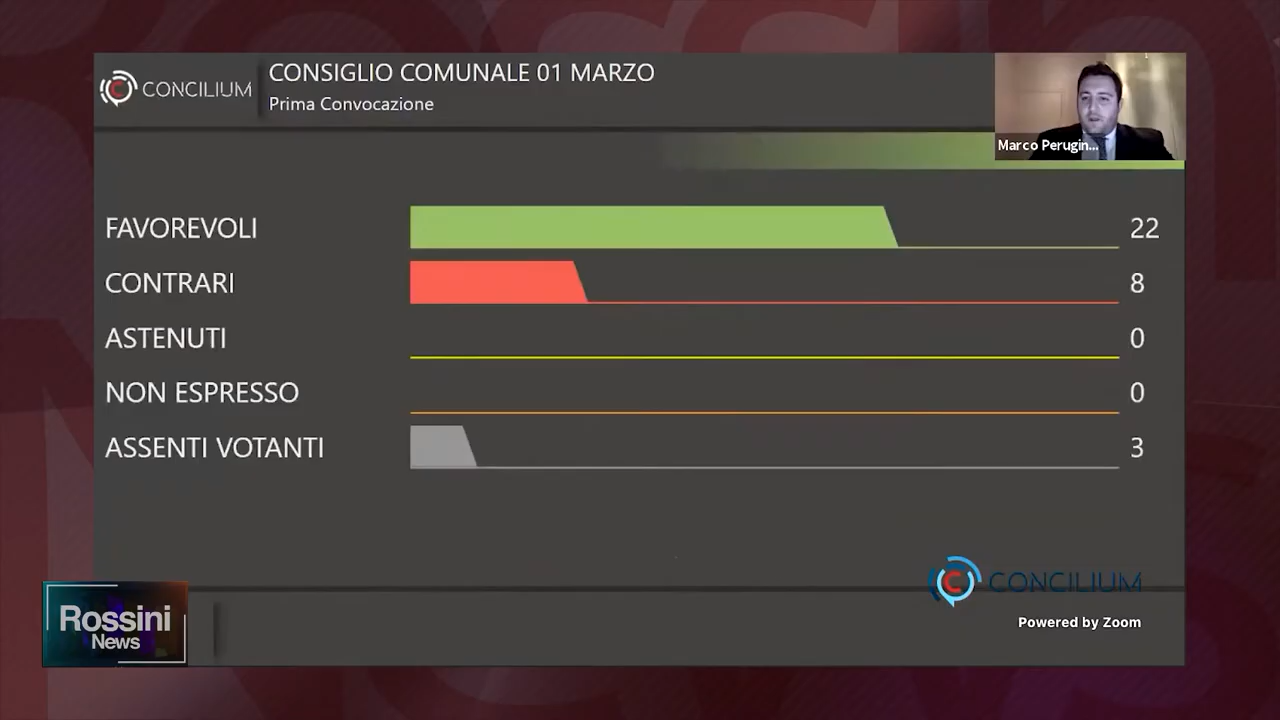 CONCILIUM
CONSIGLIO COMUNALE 01 MARZO
Prima Convocazione
Marco Perugin...
FAVOREVOLI 22
CONTRARI 8
ASTENUTI 0
NON ESPRESSO 0
ASSENTI VOTANTI 3
CONCILIUM
Powered by Zoom
Rossini
News